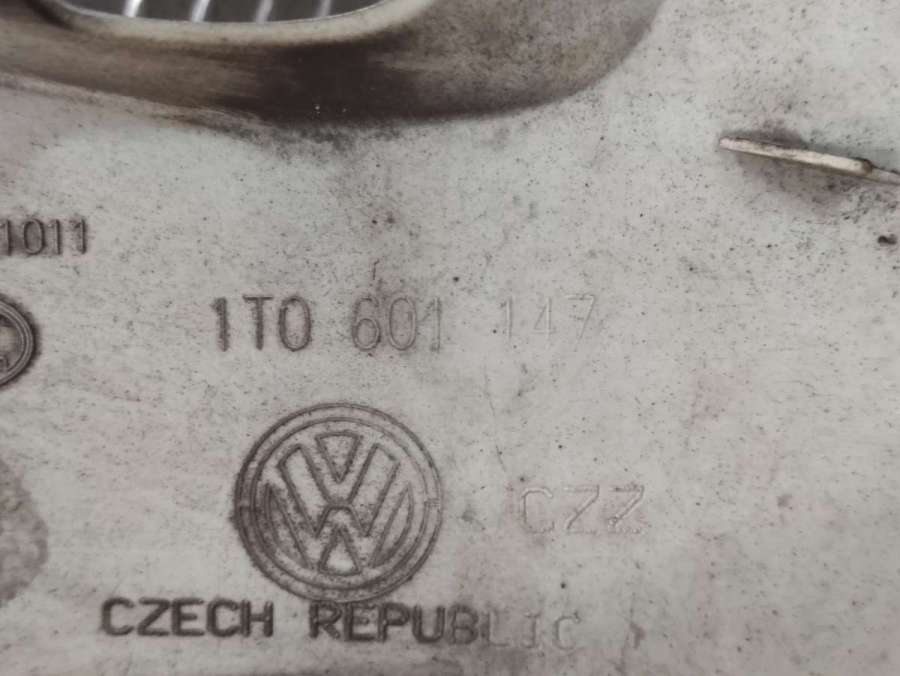 1011
1T0 601 147
CZZ
CZECH REPUBLIC